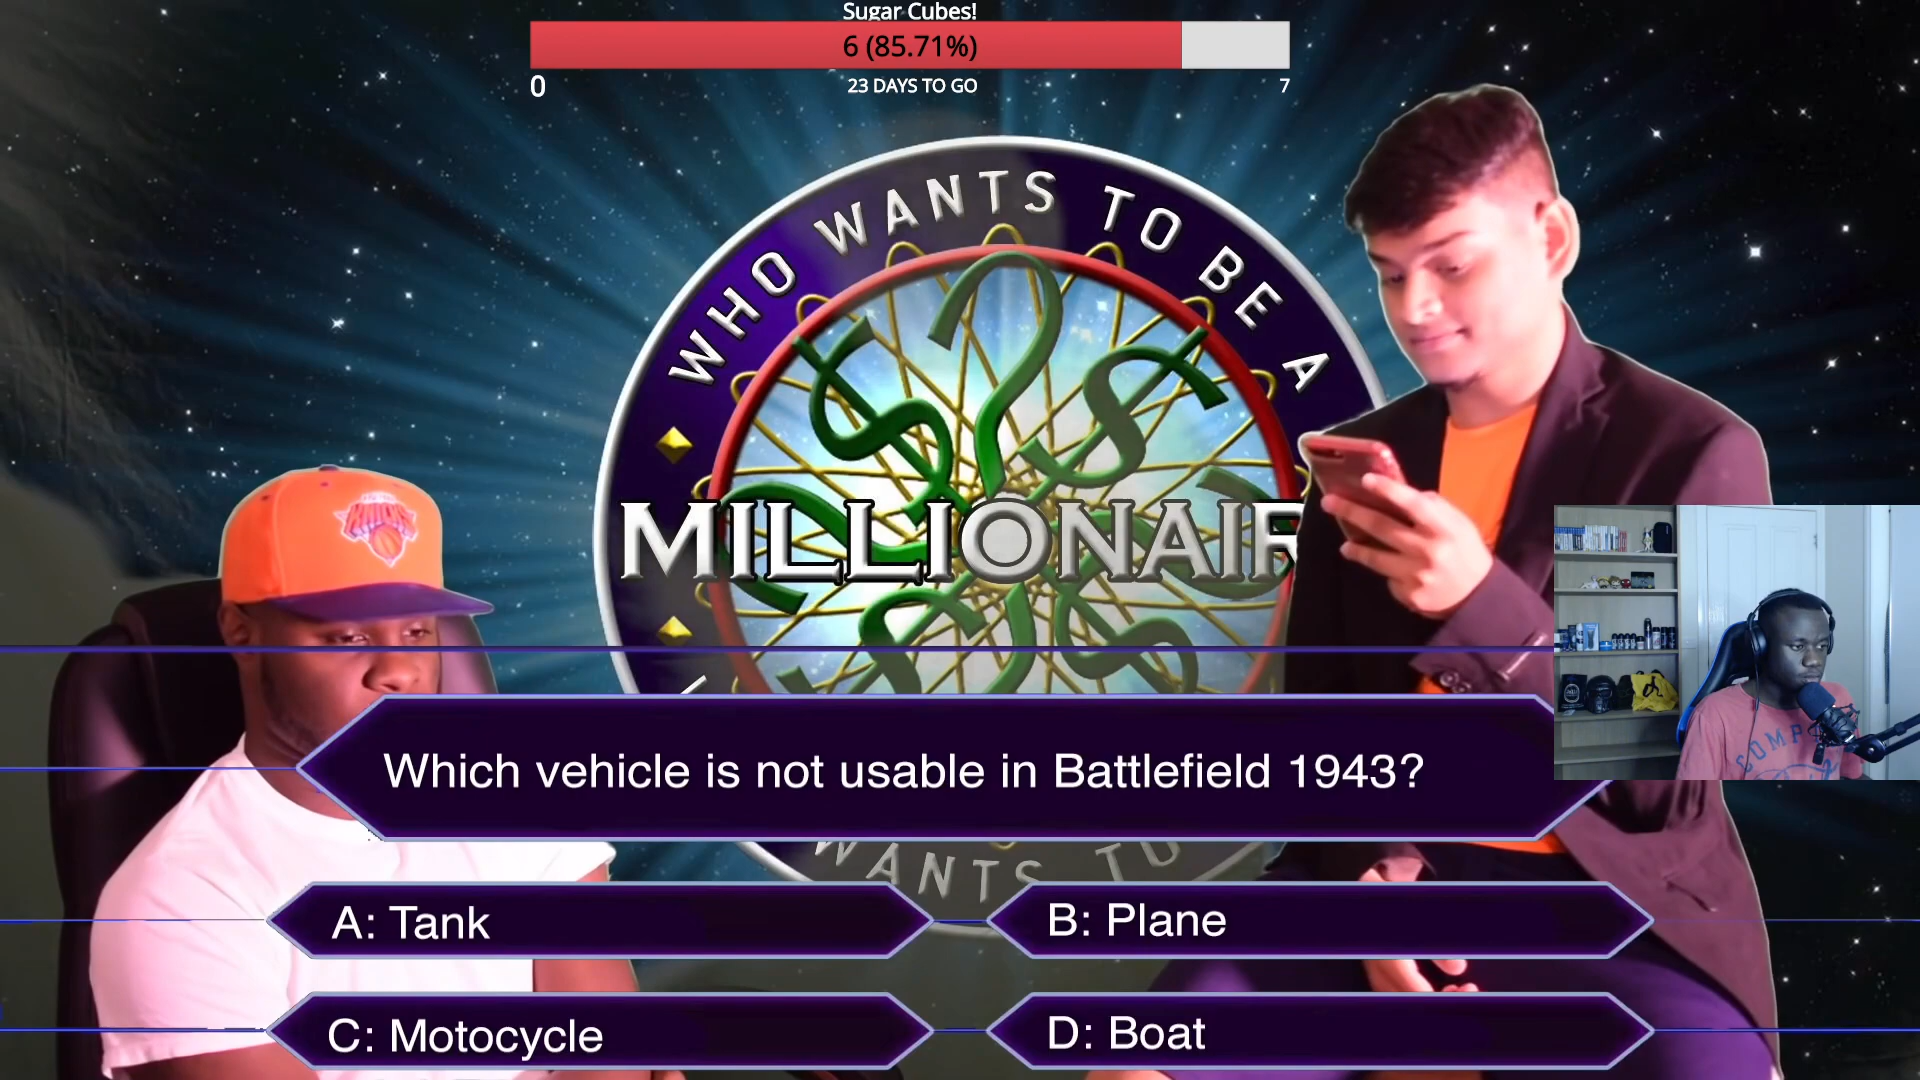 Sugar Cubes!
6 (85.71%)
0
23 DAYS TO GO
7
WHO WANTS TO BE A
MILLIONAIR
KNICKS
WANTS TO
Which vehicle is not usable in Battlefield 1943?
A: Tank
B: Plane
C: Motocycle
D: Boat